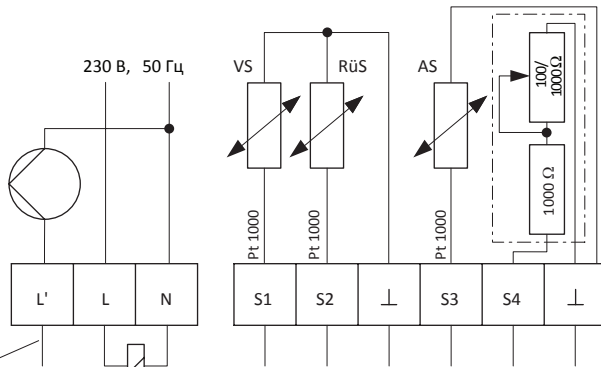 230 В, 50 Гц
VS
RüS
AS
100/
1000 Ω
1000 Ω
Pt 1000
Pt 1000
Pt 1000
L'
L
N
S1
S2
⊥
S3
S4
⊥